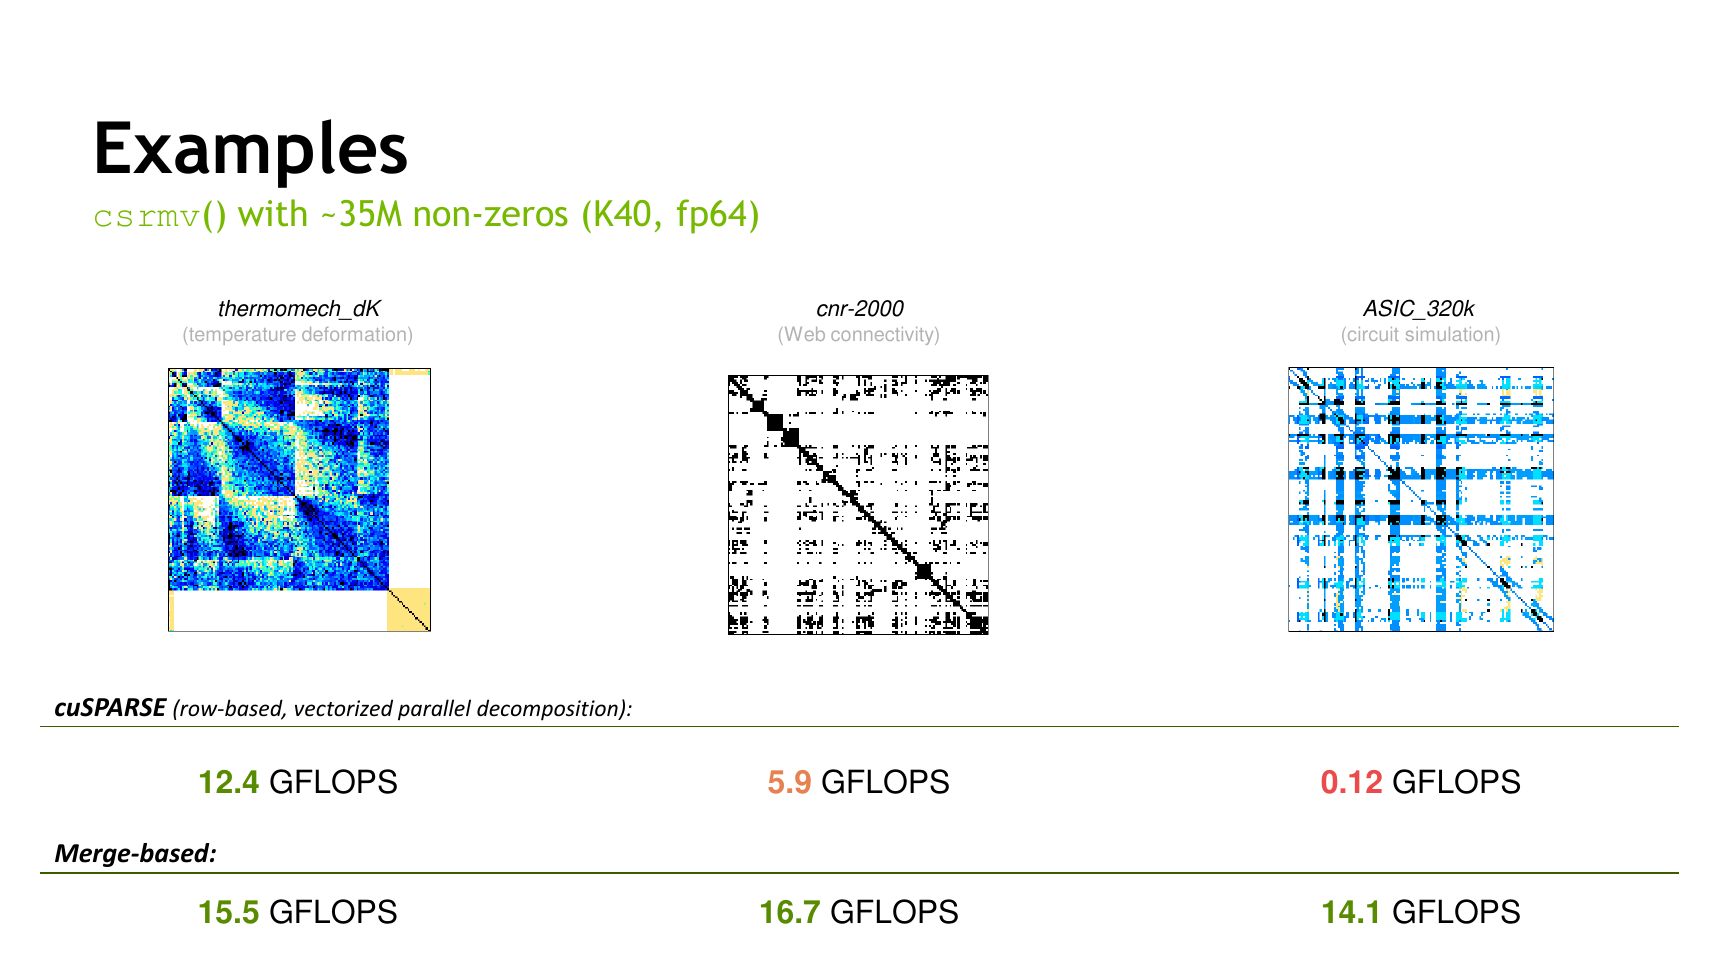 Examples
csrmv() with ~35M non-zeros (K40, fp64)
thermomech_dK
(temperature deformation)
cnr-2000
(Web connectivity)
ASIC_320k
(circuit simulation)
cuSPARSE (row-based, vectorized parallel decomposition):
12.4 GFLOPS
5.9 GFLOPS
0.12 GFLOPS
Merge-based:
15.5 GFLOPS
16.7 GFLOPS
14.1 GFLOPS